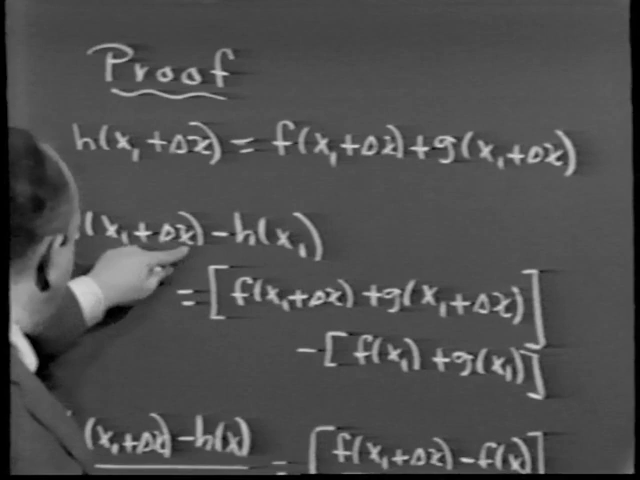 Proof
h(x₁+Δx) = f(x₁+Δx)+g(x₁+Δx)
(x₁+Δx)-h(x₁)
=[f(x₁+Δx)+g(x₁+Δx)]
-[f(x₁)+g(x₁)]
(x₁+Δx)-h(x) = [f(x₁+Δx)-f(x)]